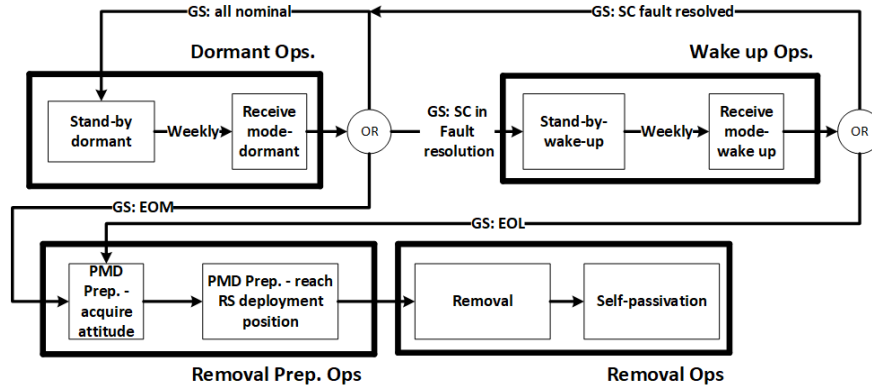 GS: all nominal
GS: SC fault resolved
Dormant Ops.
Wake up Ops.
Stand-by
dormant
Weekly
Receive
mode-
dormant
OR
GS: SC in
Fault
resolution
Stand-by-
wake-up
Weekly
Receive
mode-
wake up
OR
GS: EOM
GS: EOL
PMD
Prep. -
acquire
attitude
PMD Prep. - reach
RS deployment
position
Removal
Self-passivation
Removal Prep. Ops
Removal Ops